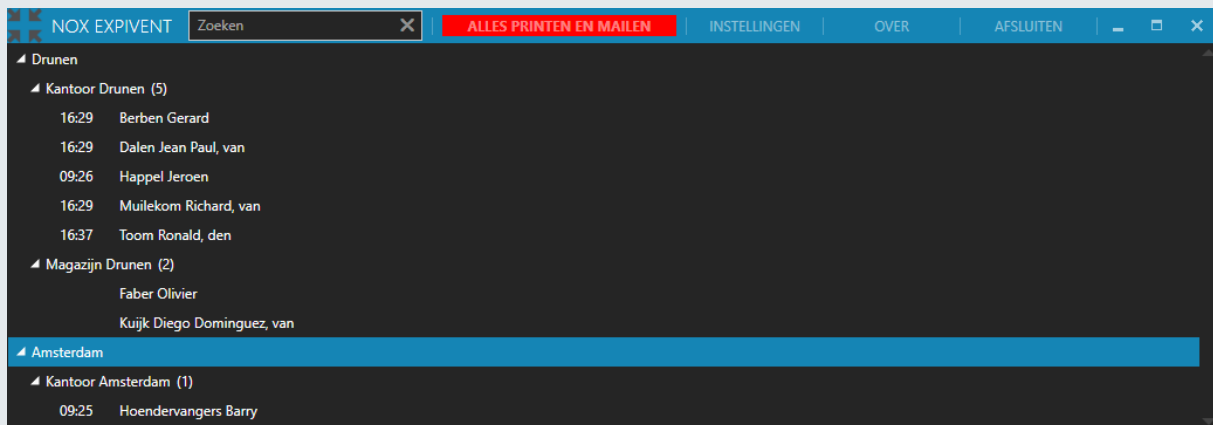 NOX EXPIVENT Zoeken ALLES PRINTEN EN MAILEN INSTELLINGEN OVER AFSLUITEN
Drunen
Kantoor Drunen (5)
16:29 Berben Gerard
16:29 Dalen Jean Paul, van
09:26 Happel Jeroen
16:29 Muilekom Richard, van
16:37 Toom Ronald, den
Magazijn Drunen (2)
Faber Olivier
Kuijk Diego Dominguez, van
Amsterdam
Kantoor Amsterdam (1)
09:25 Hoendervangers Barry